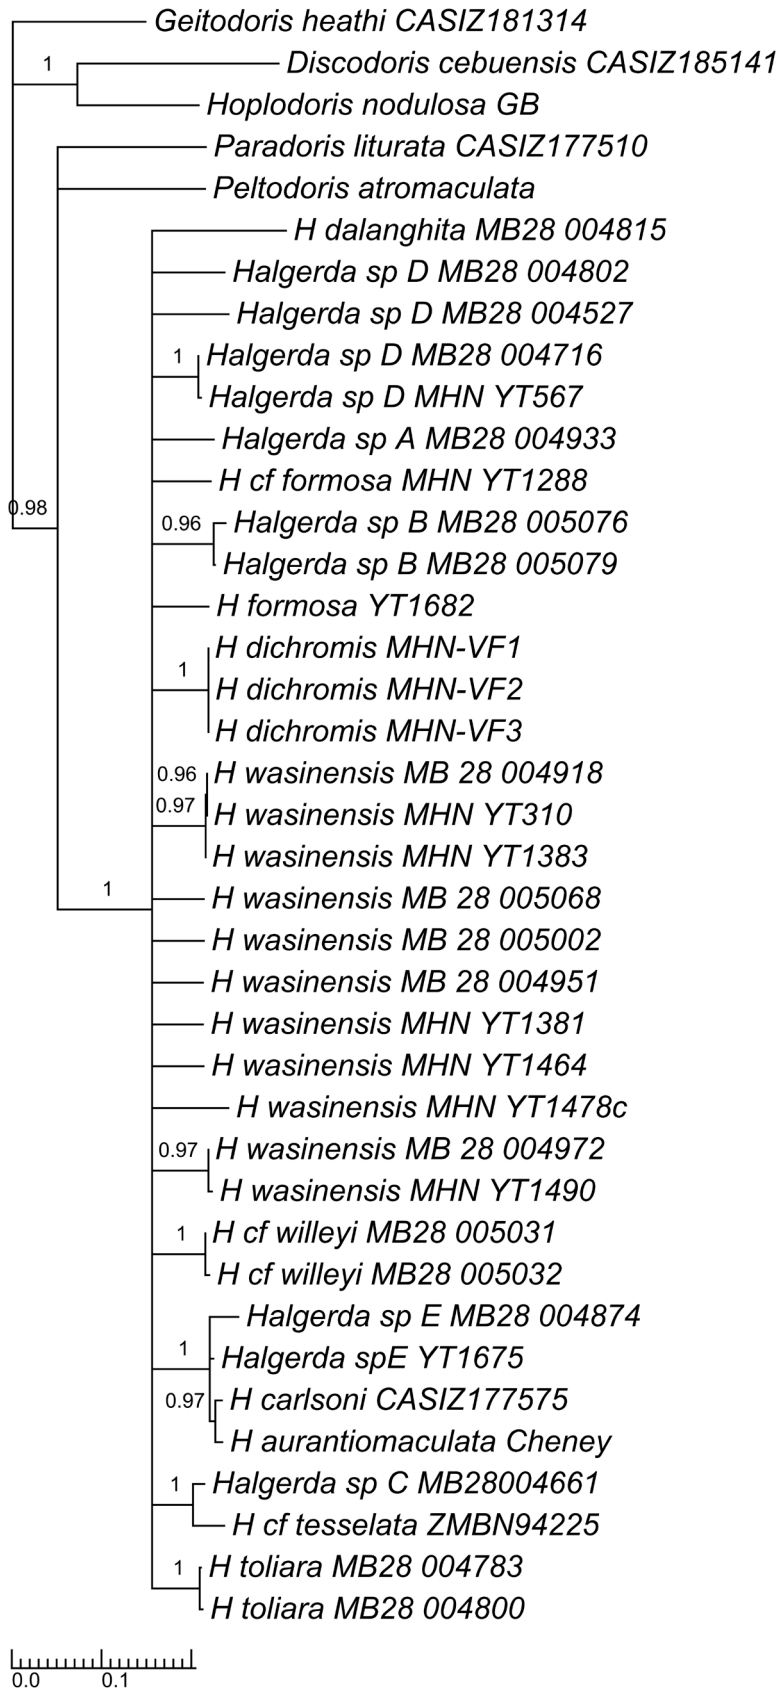 Geitodoris heathi CASIZ181314
1
Discodoris cebuensis CASIZ185141
Hoplodoris nodulosa GB
Paradoris liturata CASIZ177510
Peltodoris atromaculata
H dalanghita MB28 004815
Halgerda sp D MB28 004802
Halgerda sp D MB28 004527
1
Halgerda sp D MB28 004716
Halgerda sp D MHN YT567
Halgerda sp A MB28 004933
H cf formosa MHN YT1288
0.98
0.96
Halgerda sp B MB28 005076
Halgerda sp B MB28 005079
H formosa YT1682
H dichromis MHN-VF1
1
H dichromis MHN-VF2
H dichromis MHN-VF3
0.96
H wasinensis MB 28 004918
0.97
H wasinensis MHN YT310
H wasinensis MHN YT1383
1
H wasinensis MB 28 005068
H wasinensis MB 28 005002
H wasinensis MB 28 004951
H wasinensis MHN YT1381
H wasinensis MHN YT1464
H wasinensis MHN YT1478c
0.97
H wasinensis MB 28 004972
H wasinensis MHN YT1490
1
H cf willeyi MB28 005031
H cf willeyi MB28 005032
Halgerda sp E MB28 004874
1
Halgerda spE YT1675
0.97
H carlsoni CASIZ177575
H aurantiomaculata Cheney
1
Halgerda sp C MB28004661
H cf tesselata ZMBN94225
1
H toliara MB28 004783
H toliara MB28 004800
0.0 0.1